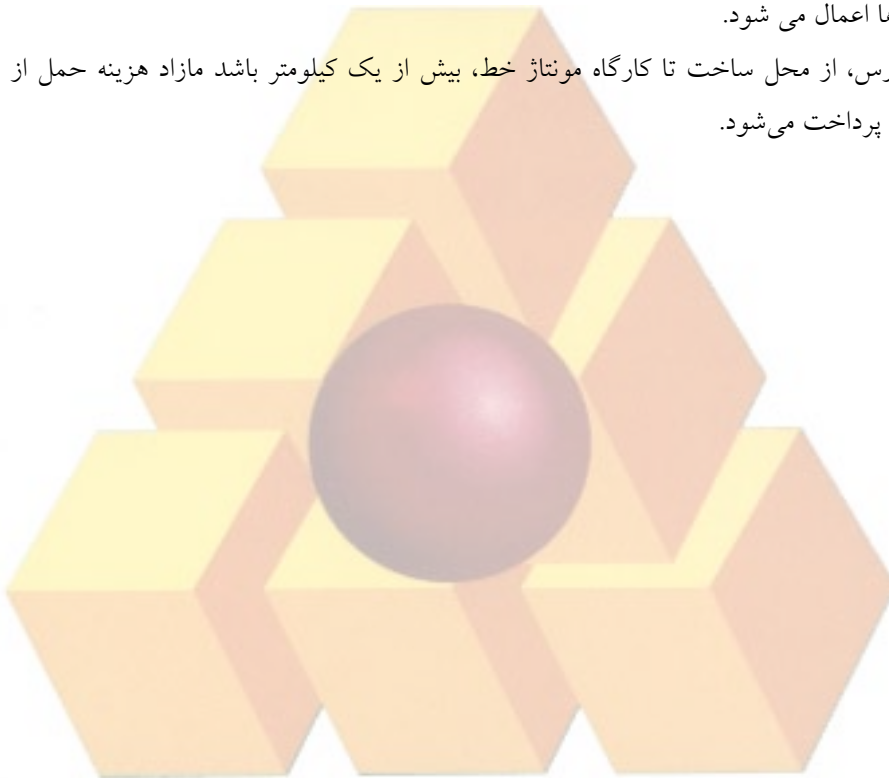 اعمال می شود.
از محل ساخت تا کارگاه مونتاژ خط، بیش از یک کیلومتر باشد مازاد هزینه حمل از
پرداخت می‌شود.